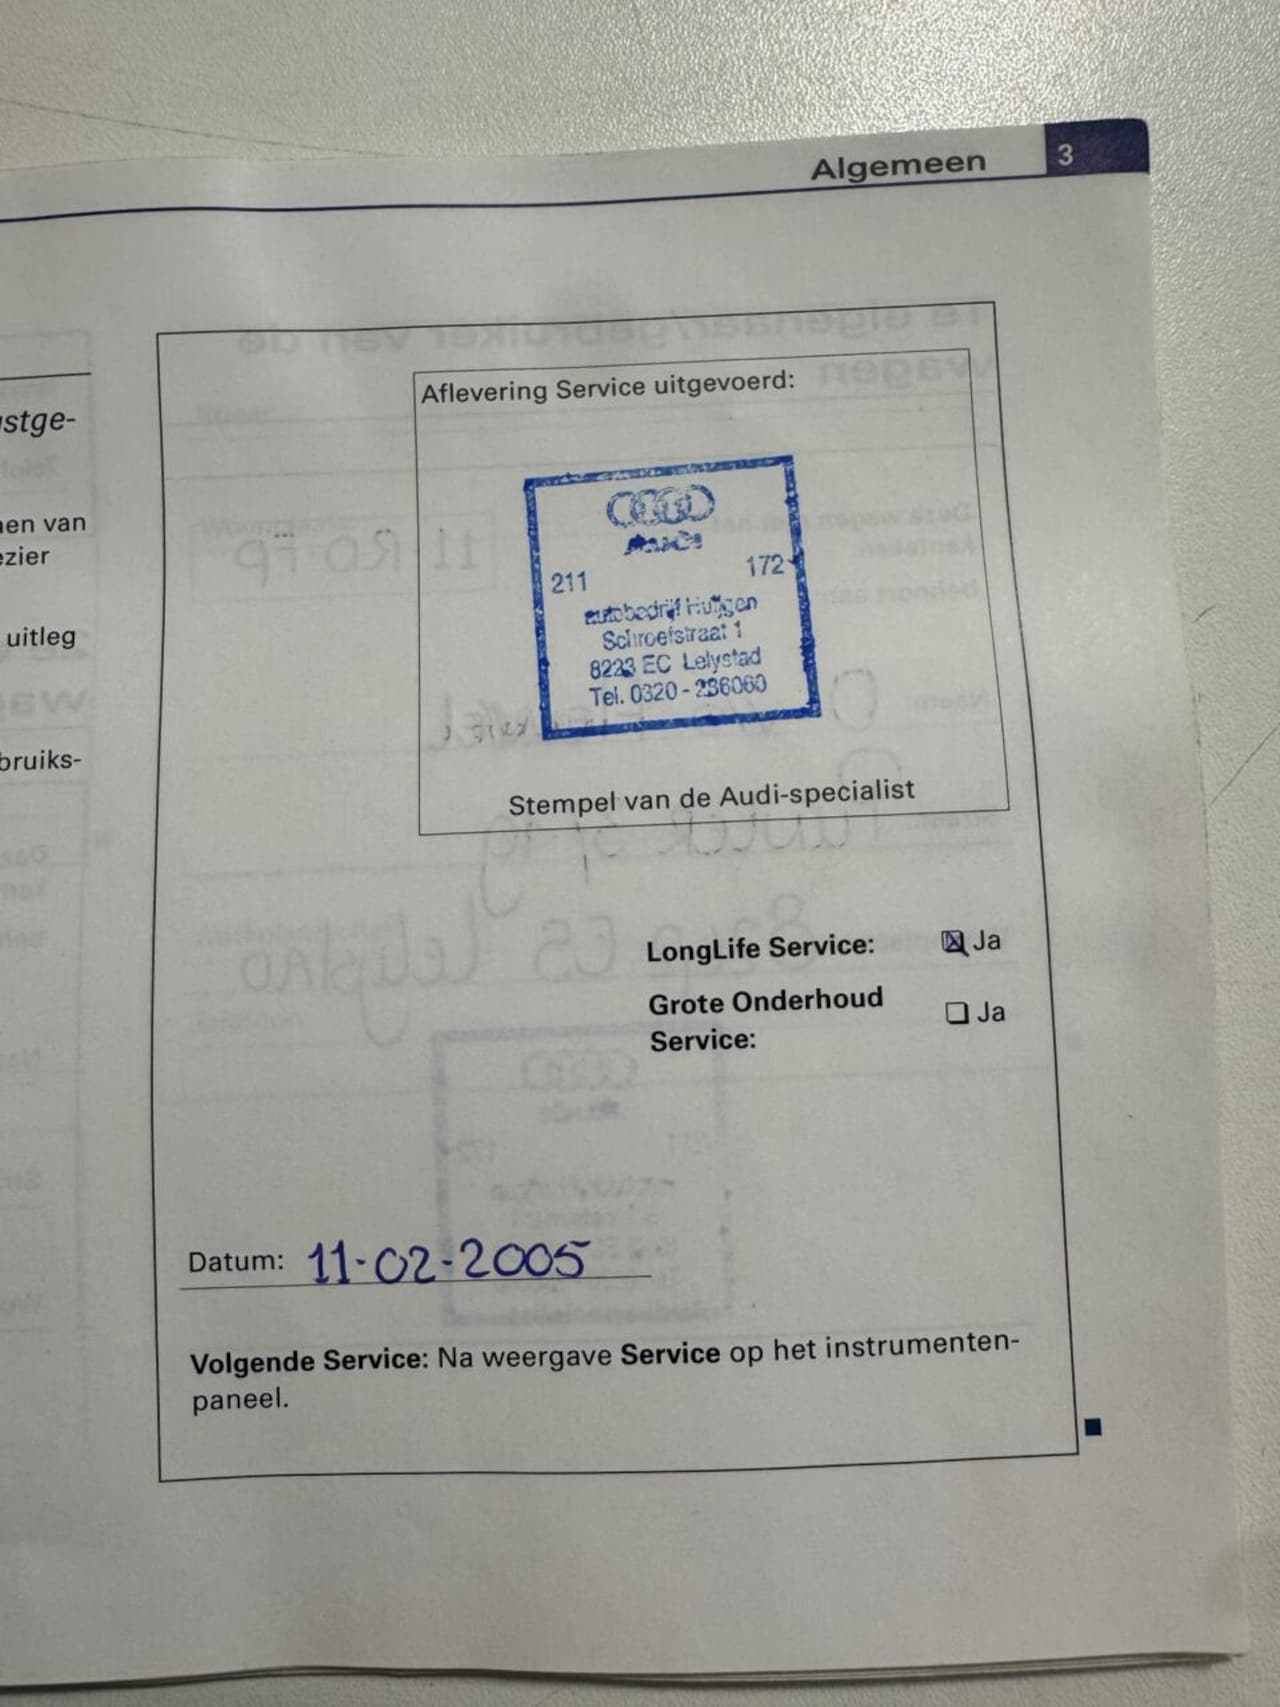 Algemeen 3
stge-
en van
ezier
uitleg
bruiks-
Aflevering Service uitgevoerd:
Audi
211 172
autobedrijf Huijgen
Schroefstraat 1
8223 EC Lelystad
Tel. 0320-236060
Stempel van de Audi-specialist
LongLife Service: Ja
Grote Onderhoud Ja
Service:
Datum: 11-02-2005
Volgende Service: Na weergave Service op het instrumenten-
paneel.